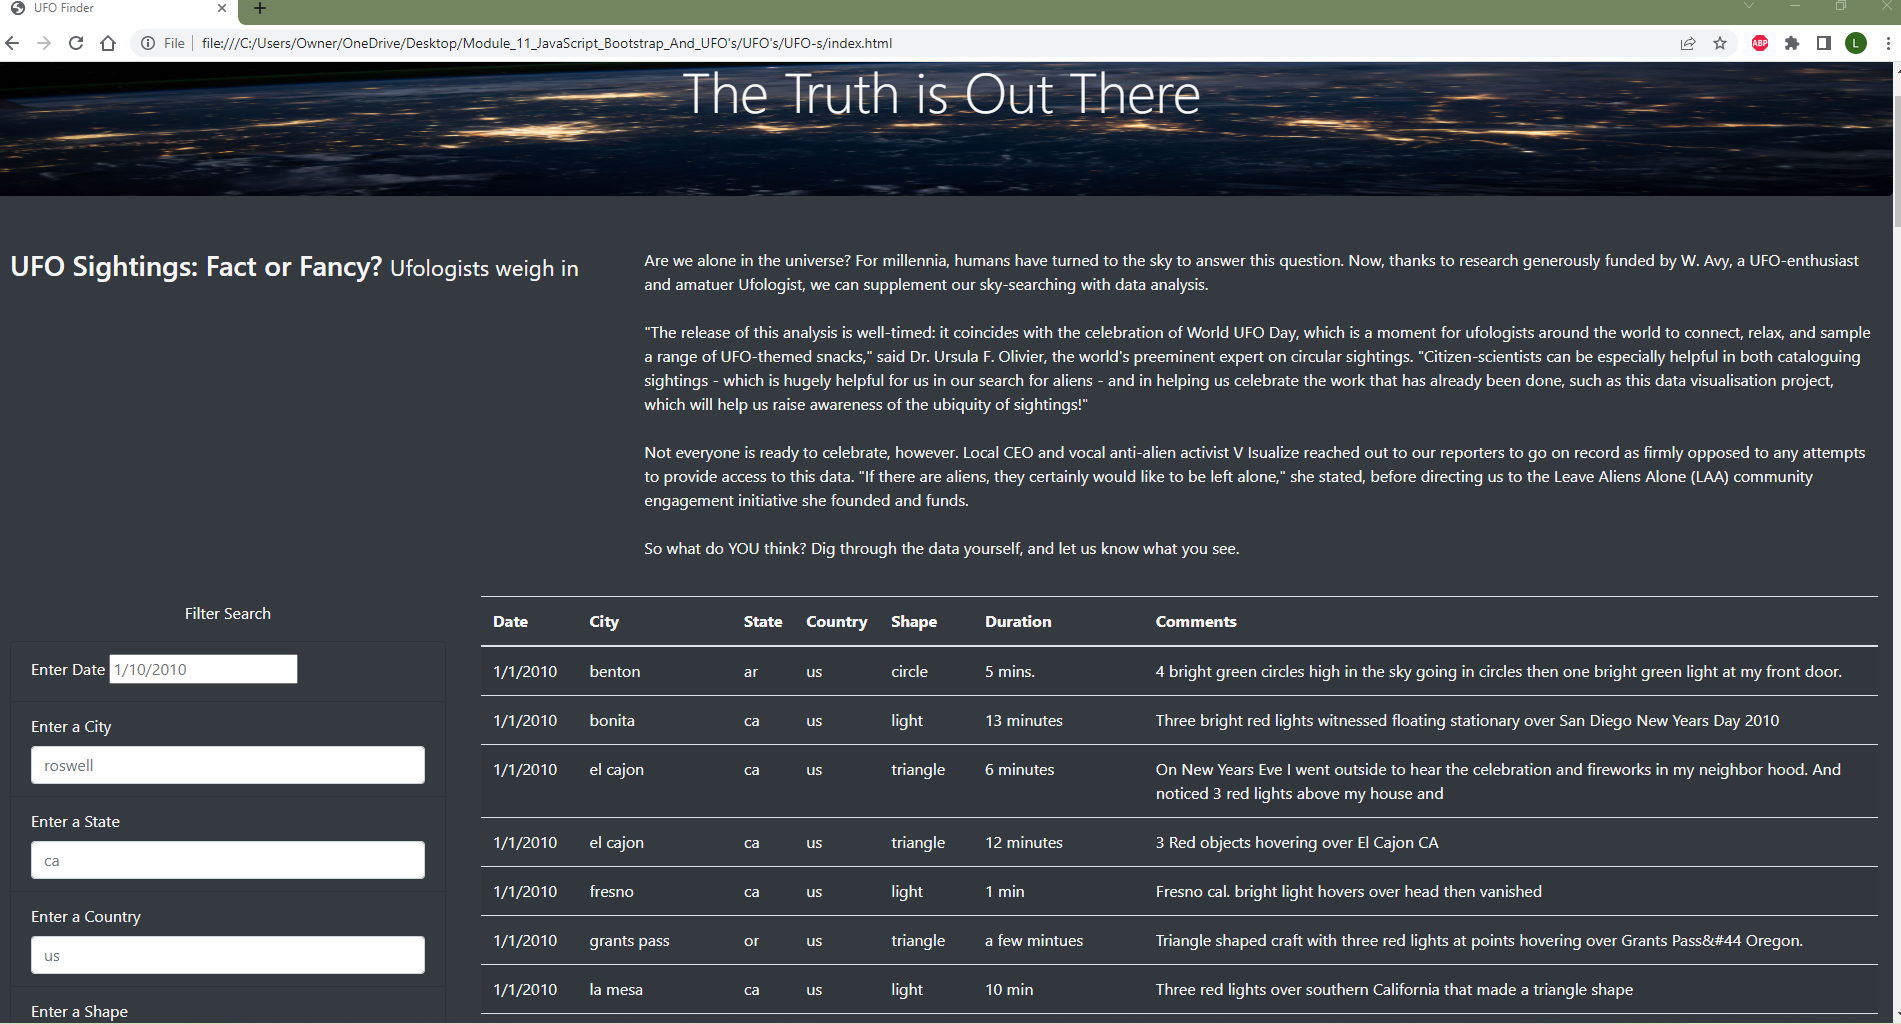 UFO Finder
File file:///C:/Users/Owner/OneDrive/Desktop/Module_11_JavaScript_Bootstrap_And_UFO's/UFO's/UFO-s/index.html
ABP
L
The Truth is Out There
UFO Sightings: Fact or Fancy? Ufologists weigh in
Are we alone in the universe? For millennia, humans have turned to the sky to answer this question. Now, thanks to research generously funded by W. Avy, a UFO-enthusiast
and amatuer Ufologist, we can supplement our sky-searching with data analysis.
"The release of this analysis is well-timed: it coincides with the celebration of World UFO Day, which is a moment for ufologists around the world to connect, relax, and sample
a range of UFO-themed snacks," said Dr. Ursula F. Olivier, the world's preeminent expert on circular sightings. "Citizen-scientists can be especially helpful in both cataloguing
sightings - which is hugely helpful for us in our search for aliens - and in helping us celebrate the work that has already been done, such as this data visualisation project,
which will help us raise awareness of the ubiquity of sightings!"
Not everyone is ready to celebrate, however. Local CEO and vocal anti-alien activist V Isualize reached out to our reporters to go on record as firmly opposed to any attempts
to provide access to this data. "If there are aliens, they certainly would like to be left alone," she stated, before directing us to the Leave Aliens Alone (LAA) community
engagement initiative she founded and funds.
So what do YOU think? Dig through the data yourself, and let us know what you see.
Filter Search
Enter Date 1/10/2010
Enter a City
roswell
Enter a State
ca
Enter a Country
us
Enter a Shape
Date City State Country Shape Duration Comments
1/1/2010 benton ar us circle 5 mins. 4 bright green circles high in the sky going in circles then one bright green light at my front door.
1/1/2010 bonita ca us light 13 minutes Three bright red lights witnessed floating stationary over San Diego New Years Day 2010
1/1/2010 el cajon ca us triangle 6 minutes On New Years Eve I went outside to hear the celebration and fireworks in my neighbor hood. And
noticed 3 red lights above my house and
1/1/2010 el cajon ca us triangle 12 minutes 3 Red objects hovering over El Cajon CA
1/1/2010 fresno ca us light 1 min Fresno cal. bright light hovers over head then vanished
1/1/2010 grants pass or us triangle a few mintues Triangle shaped craft with three red lights at points hovering over Grants Pass&#44 Oregon.
1/1/2010 la mesa ca us light 10 min Three red lights over southern California that made a triangle shape